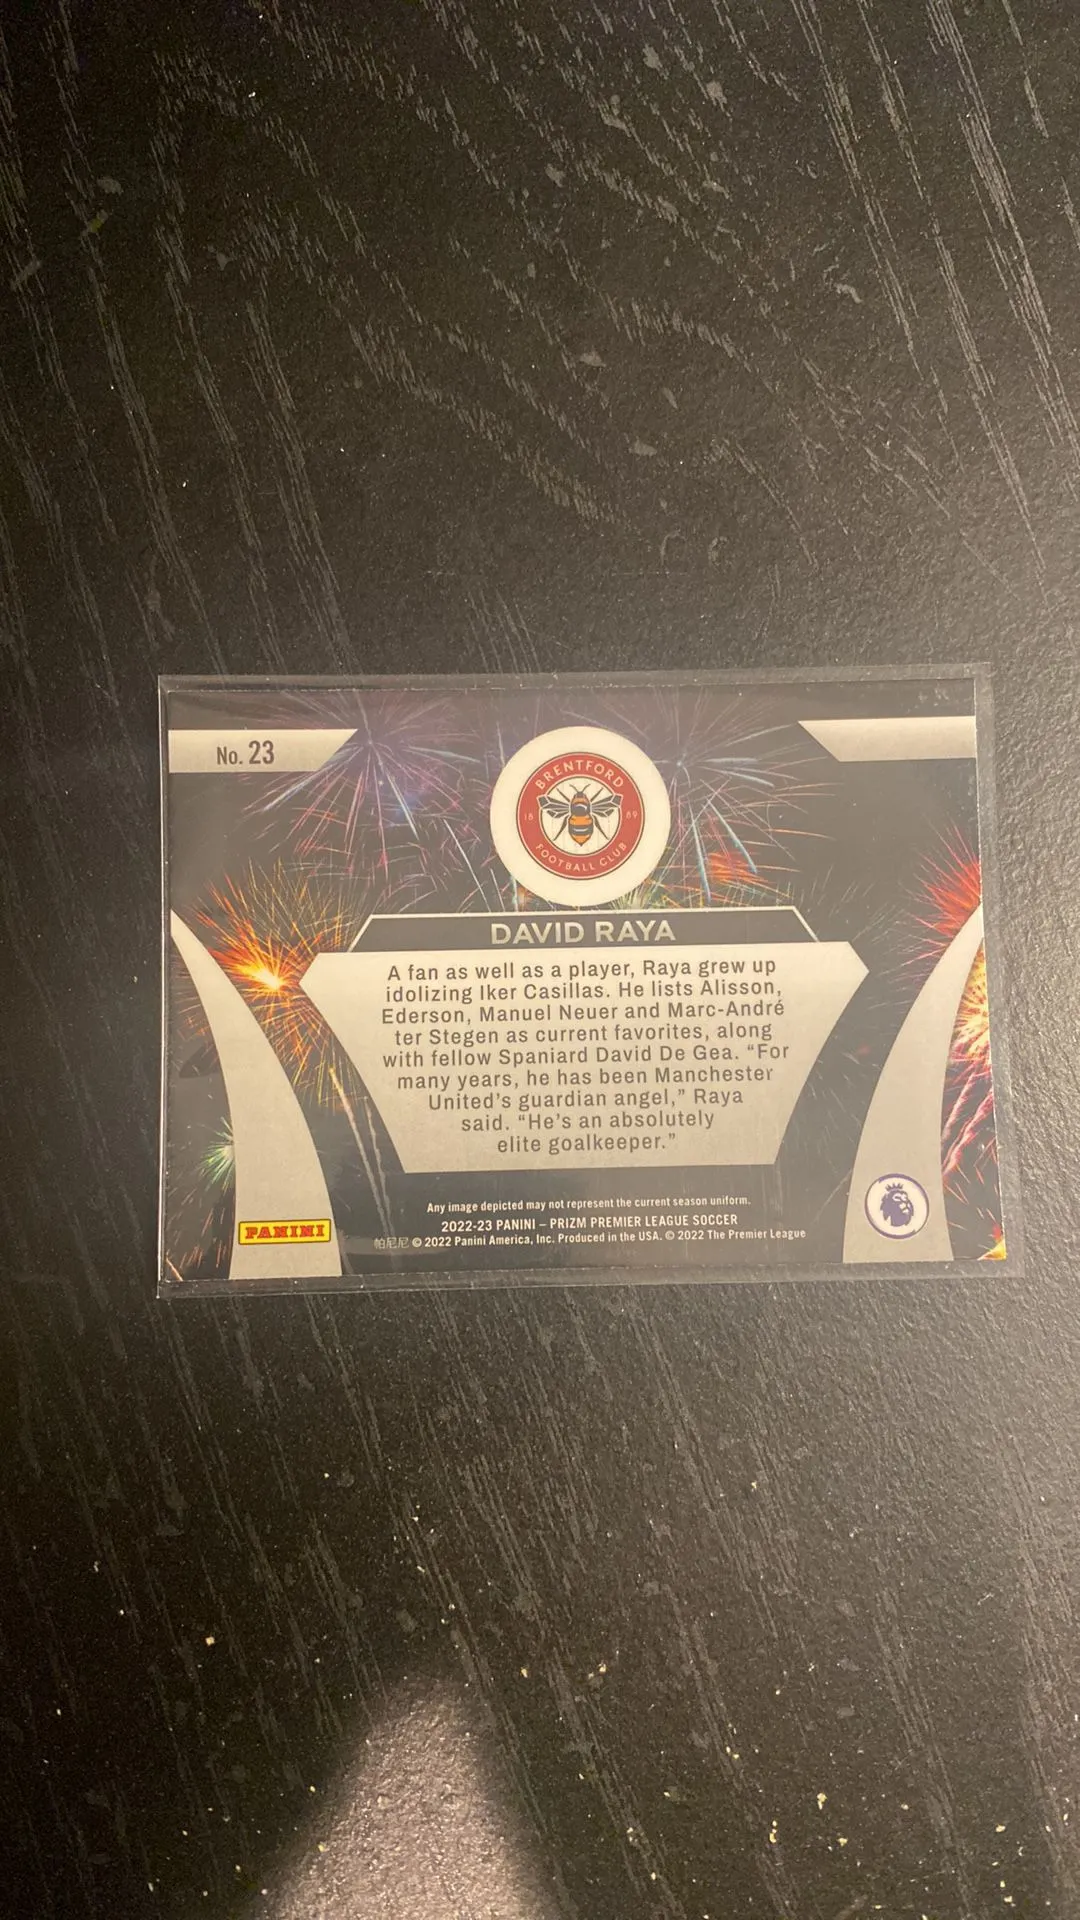 No. 23
BRENTFORD
18 89
FOOTBALL CLUB
DAVID RAYA
A fan as well as a player, Raya grew up
idolizing Iker Casillas. He lists Alisson,
Ederson, Manuel Neuer and Marc-André
ter Stegen as current favorites, along
with fellow Spaniard David De Gea. “For
many years, he has been Manchester
United’s guardian angel,” Raya
said. “He’s an absolutely
elite goalkeeper.”
Any image depicted may not represent the current season uniform.
PANINI
2022-23 PANINI – PRIZM PREMIER LEAGUE SOCCER
帕尼尼 © 2022 Panini America, Inc. Produced in the USA. © 2022 The Premier League